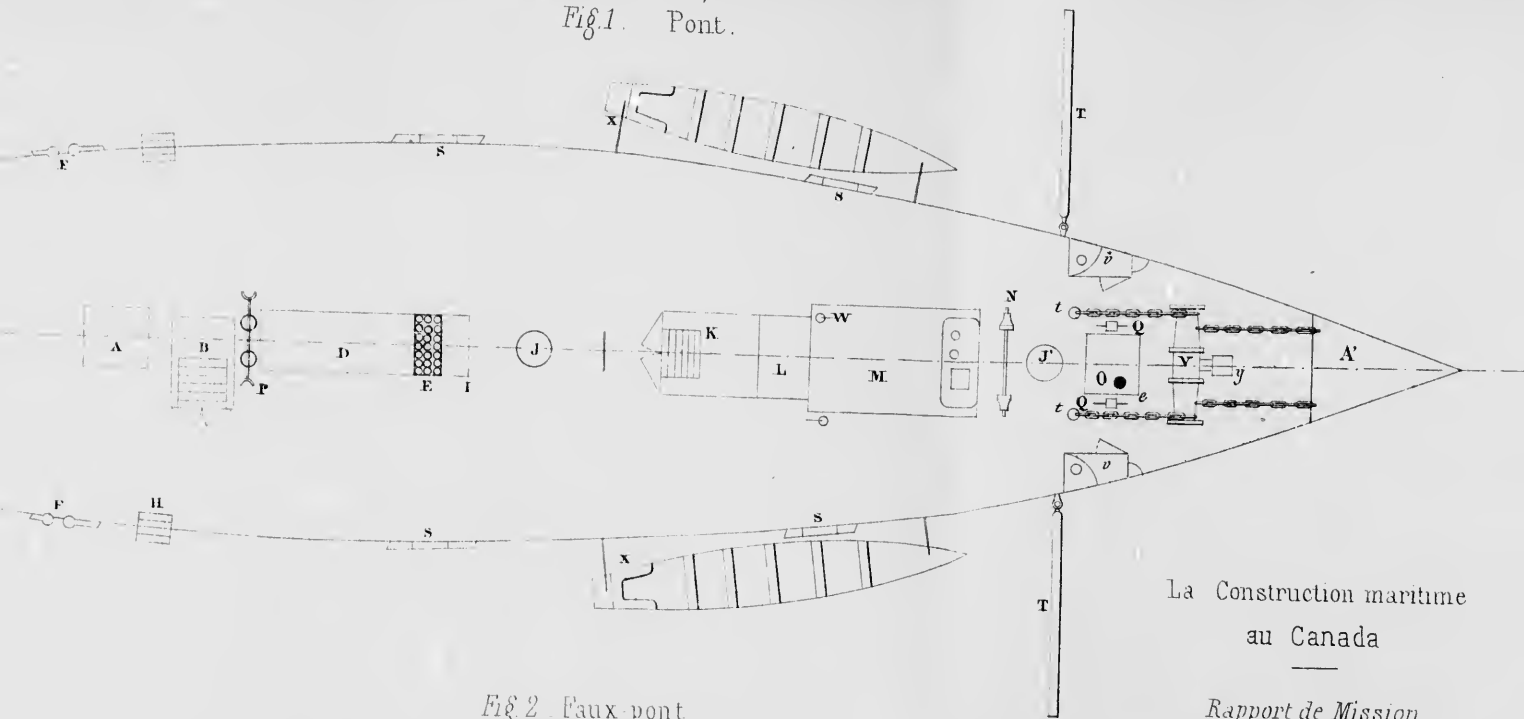 Fig.1. Pont.
T
X
F
S
S
v
N
t
A
B
P
D
E
I
J
K
L
W
M
J'
Q
O
e
Q
t
V
y
A'
v
F
H
S
S
X
T
La Construction maritime
au Canada
Fig.2 Faux-pont
Rapport de Mission